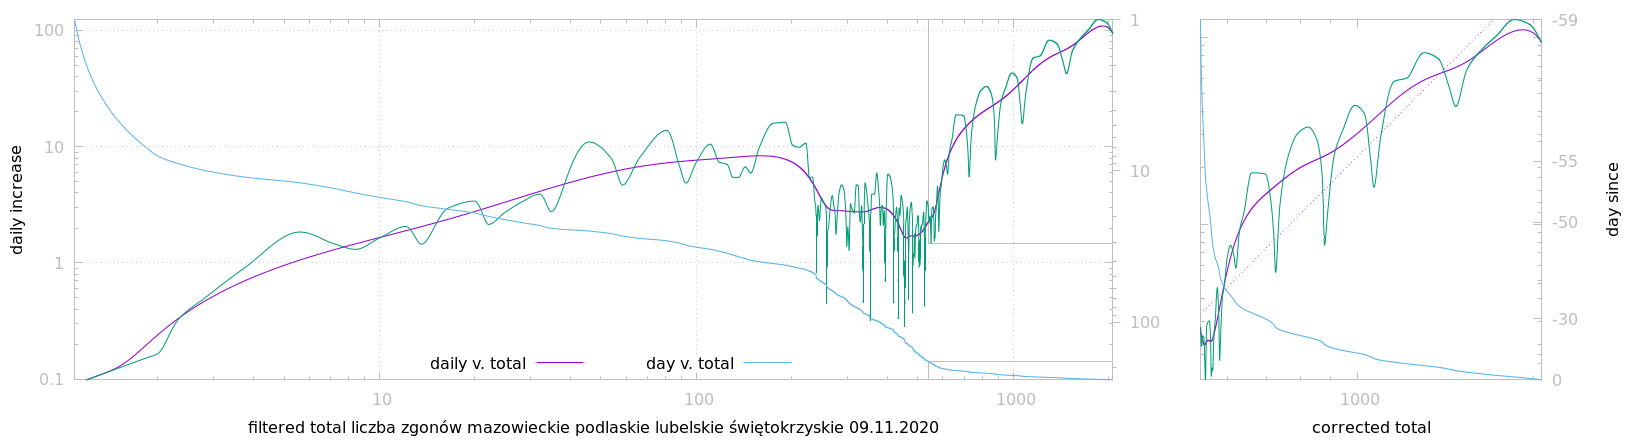 100
10
1
0.1
daily increase
daily v. total
day v. total
10
100
1000
1
10
100
filtered total liczba zgonów mazowieckie podlaskie lubelskie świętokrzyskie 09.11.2020
-59
-55
-50
-30
0
day since
1000
corrected total